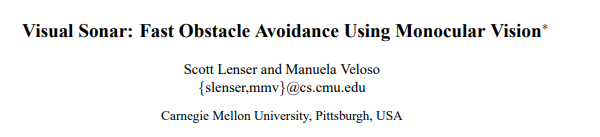 Visual Sonar: Fast Obstacle Avoidance Using Monocular Vision*
Scott Lenser and Manuela Veloso
{slenser,mmv}@cs.cmu.edu
Carnegie Mellon University, Pittsburgh, USA